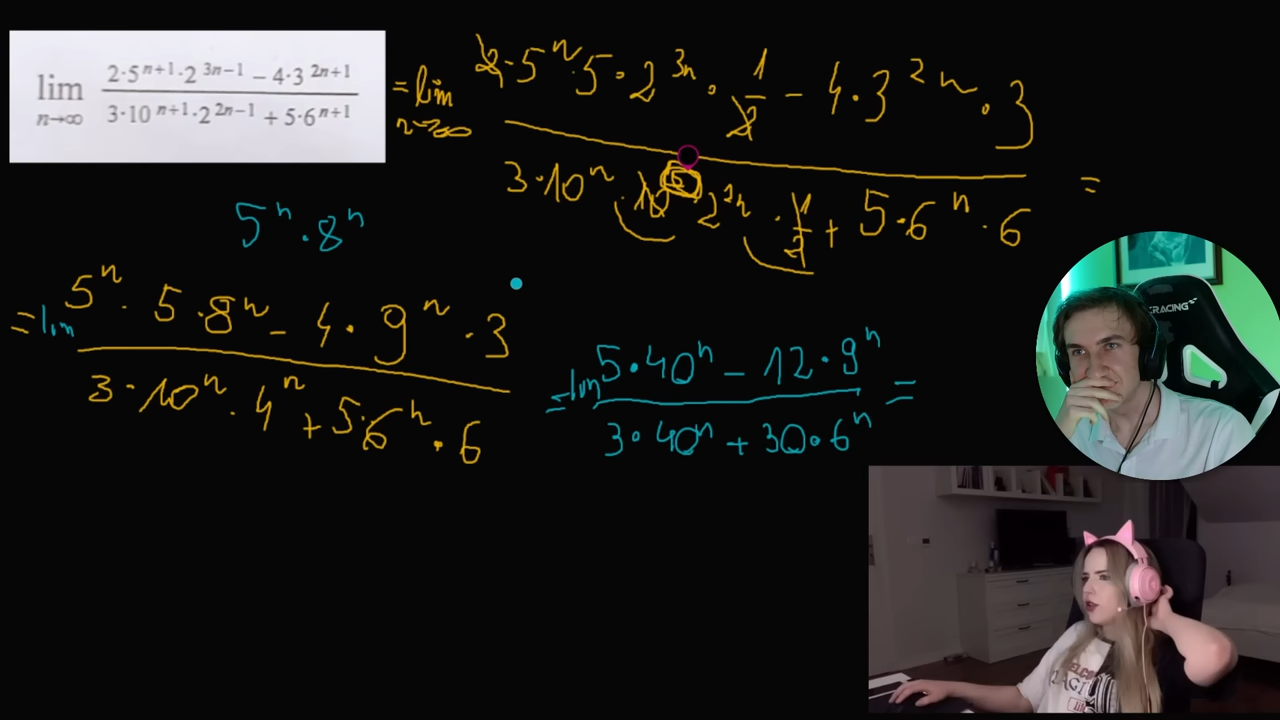 lim n→∞ (2·5^{n+1}·2^{3n−1} − 4·3^{2n+1}) / (3·10^{n+1}·2^{2n−1} + 5·6^{n+1})
= lim n→∞ (2·5^n·5·2^{3n}·1/2 − 4·3^{2n}·3) / (3·10^n·10·5·2^{2n}·1/2 + 5·6^n·6) =
5^n·8^n
= lim (5^n·5·8^n − 4·9^n·3) / (3·10^n·4^n + 5·6^n·6)
= lim (5·40^n − 12·9^n) / (3·40^n + 30·6^n) =
RACING